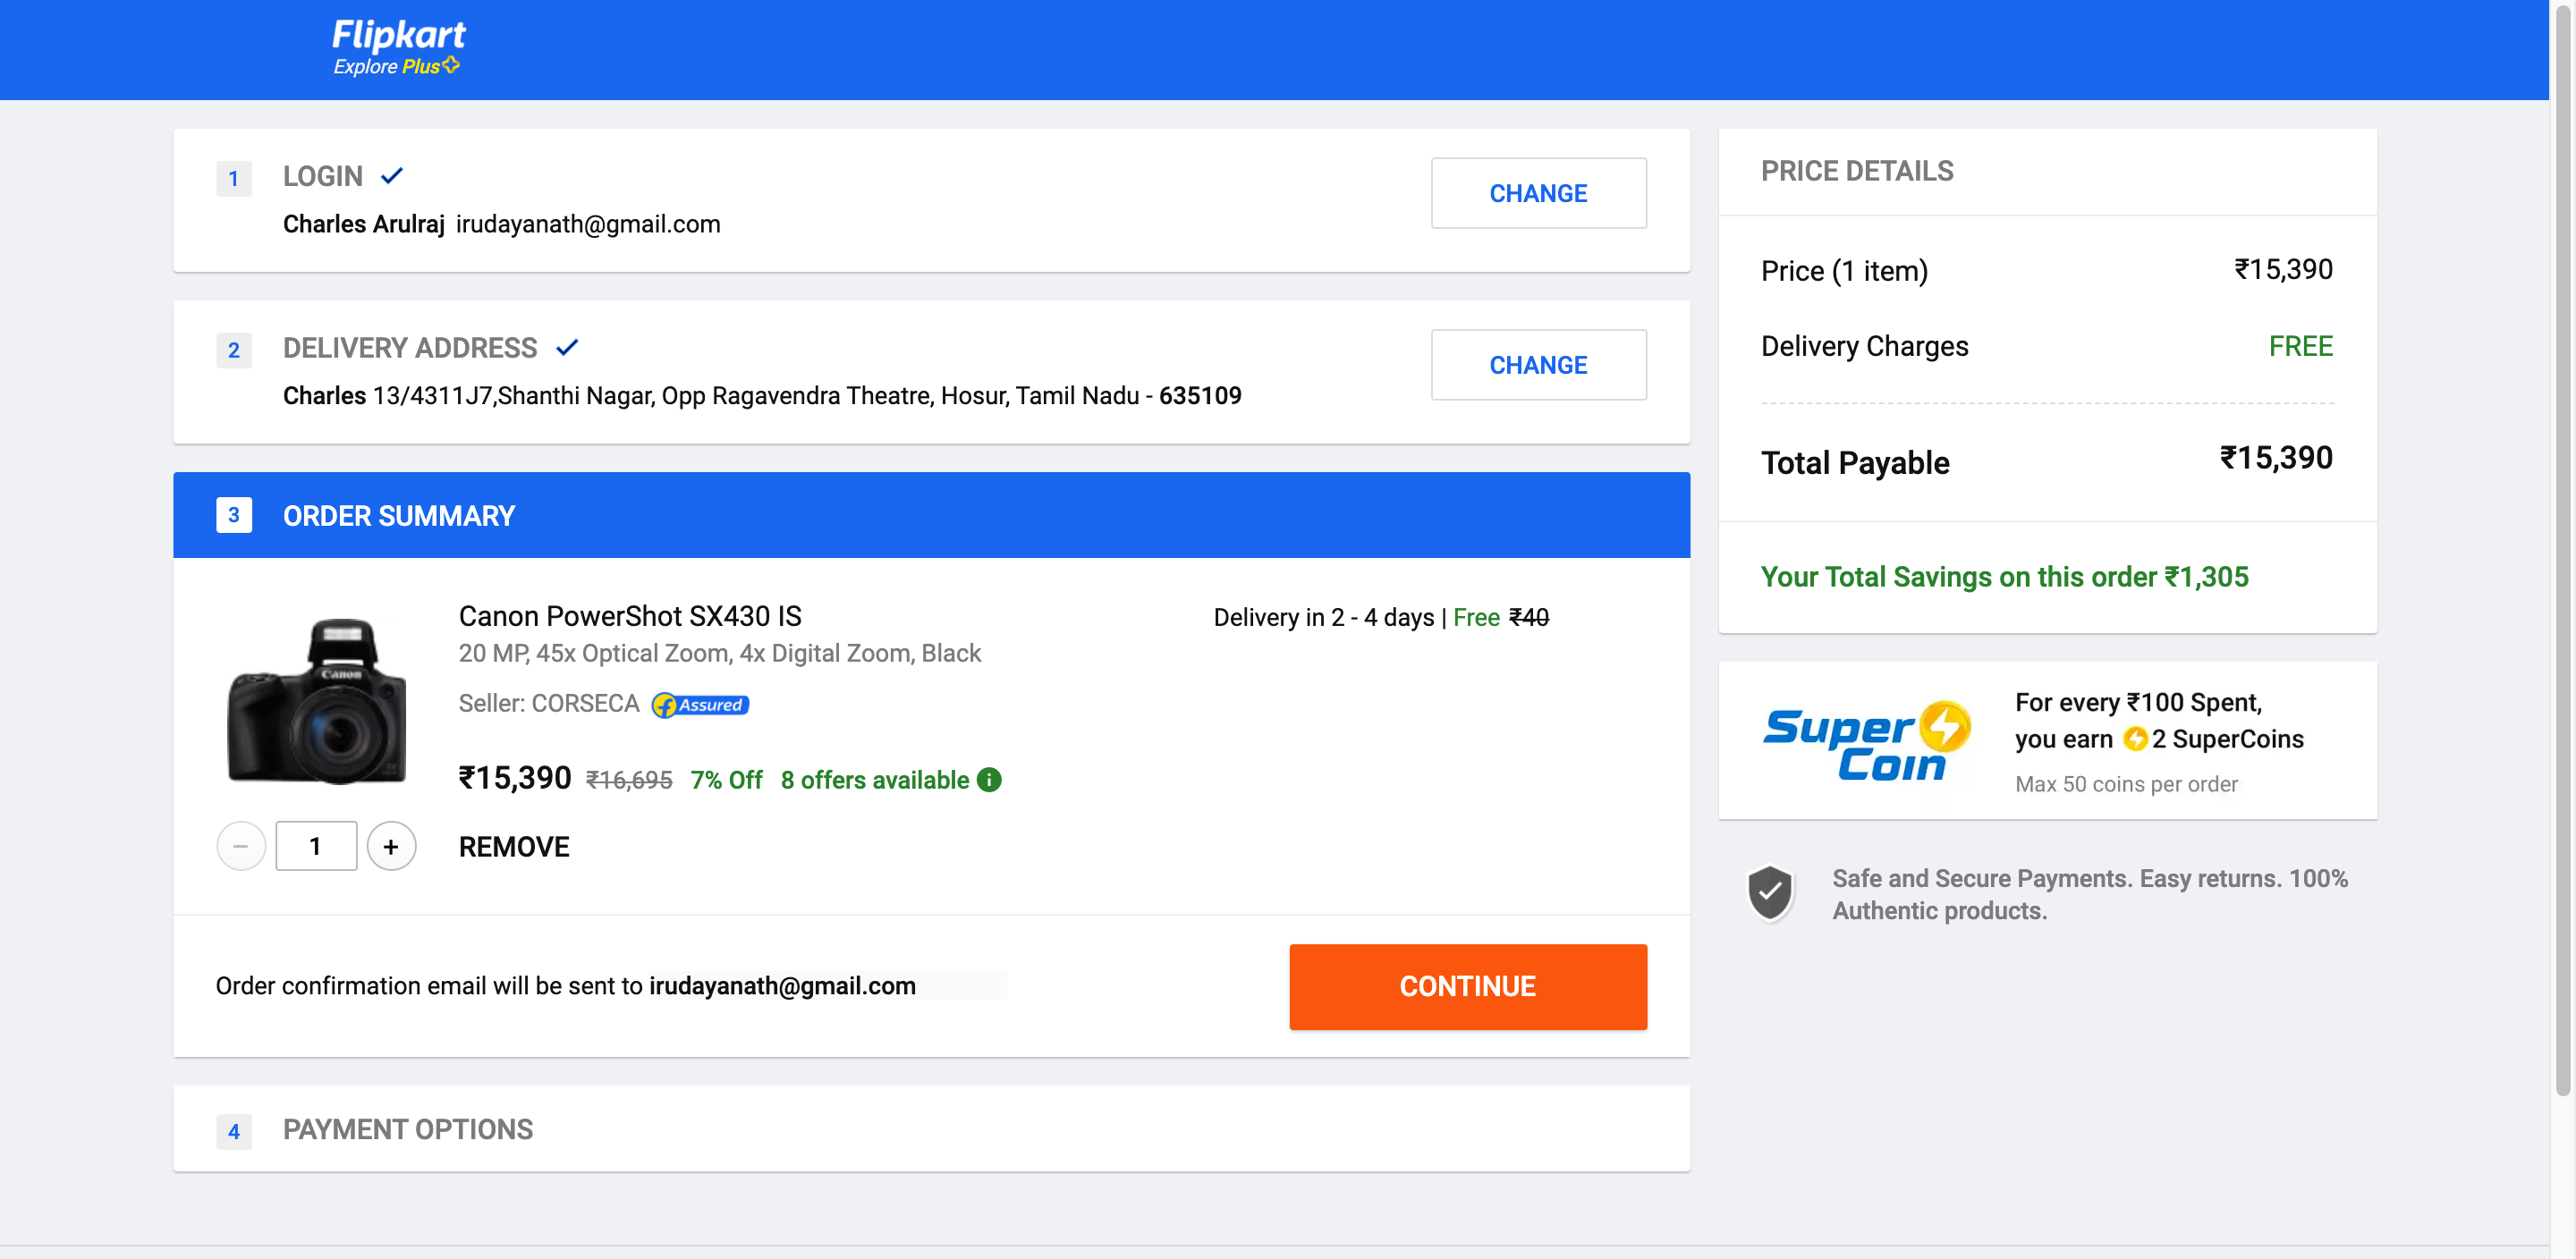 Flipkart
Explore Plus
1 LOGIN
Charles Arulraj irudayanath@gmail.com
CHANGE
2 DELIVERY ADDRESS
Charles 13/4311J7,Shanthi Nagar, Opp Ragavendra Theatre, Hosur, Tamil Nadu - 635109
CHANGE
3 ORDER SUMMARY
Canon
Canon PowerShot SX430 IS
20 MP, 45x Optical Zoom, 4x Digital Zoom, Black
Seller: CORSECA Assured
₹15,390 ₹16,695 7% Off 8 offers available
Delivery in 2 - 4 days | Free ₹40
1
REMOVE
Order confirmation email will be sent to irudayanath@gmail.com
CONTINUE
4 PAYMENT OPTIONS
PRICE DETAILS
Price (1 item) ₹15,390
Delivery Charges FREE
Total Payable ₹15,390
Your Total Savings on this order ₹1,305
Super
Coin
For every ₹100 Spent,
you earn 2 SuperCoins
Max 50 coins per order
Safe and Secure Payments. Easy returns. 100%
Authentic products.